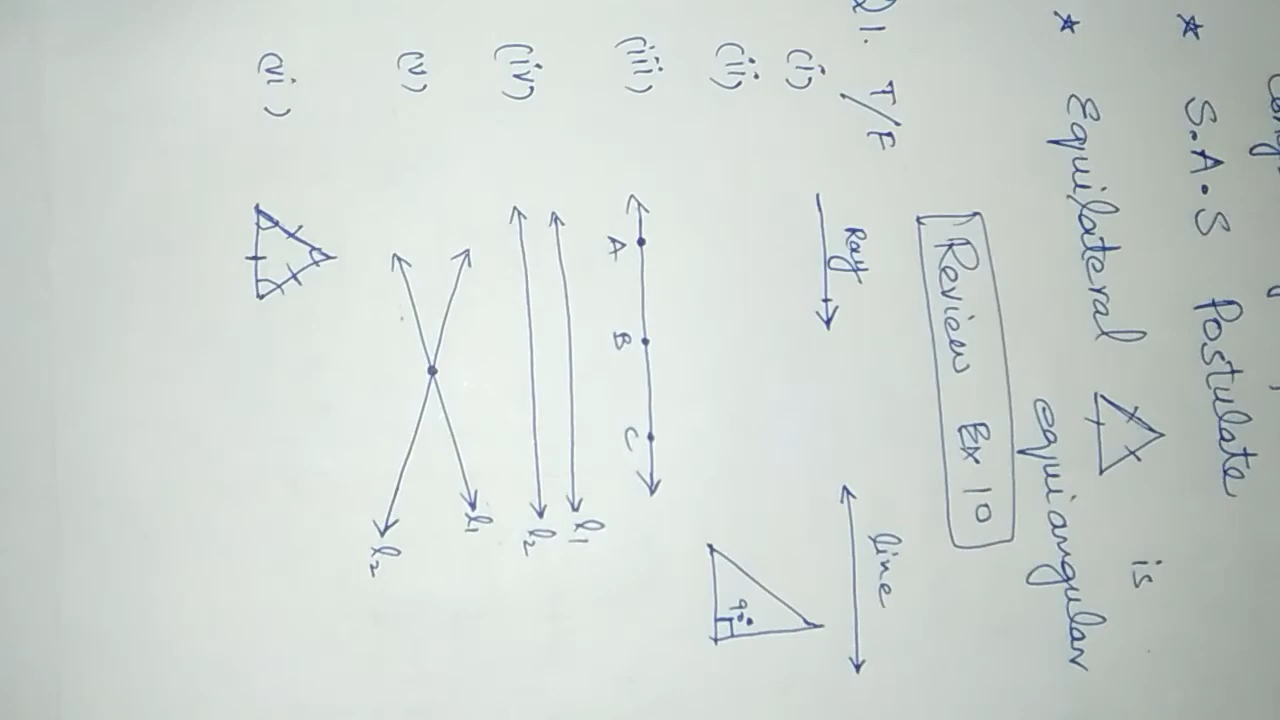 * S.A.S Postulate
* Equilateral is
equiangular
Review Ex 10
Q1. T/F
(i) Ray line
(ii) 90°
(iii) A B C
(iv) l1
l2
(v) l1
l2
(vi)